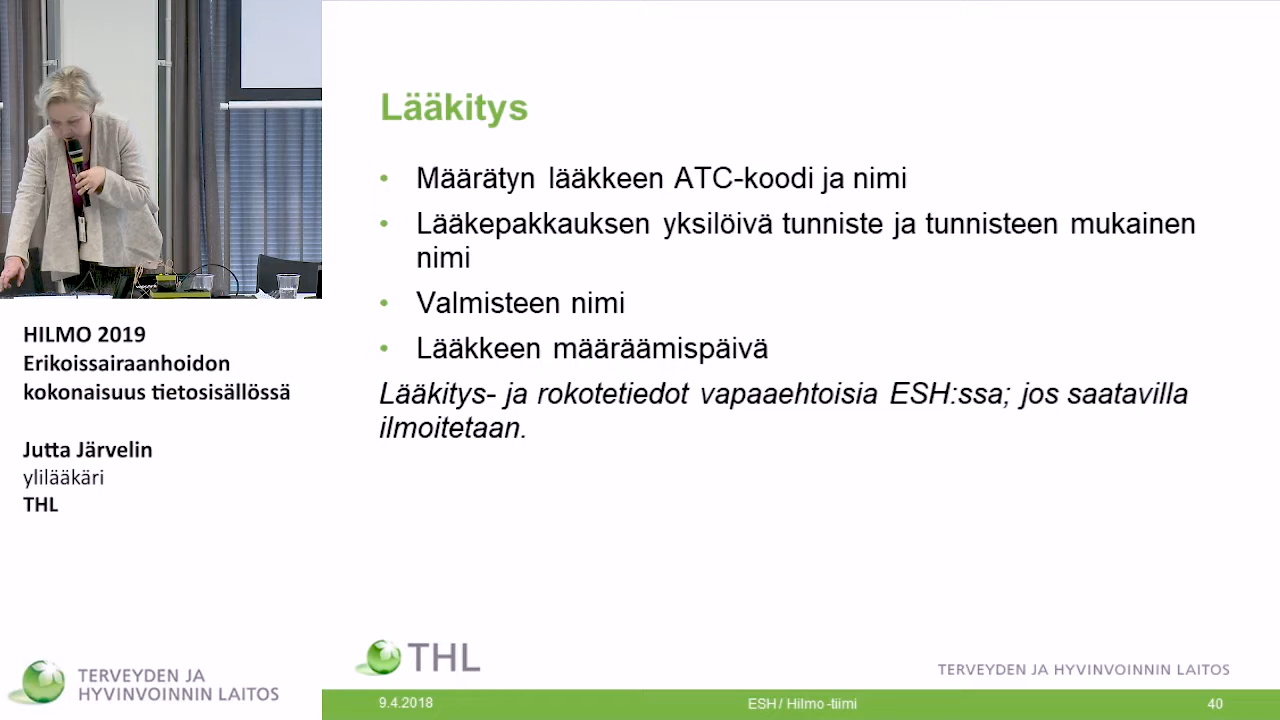 Lääkitys
• Määrätyn lääkkeen ATC-koodi ja nimi
• Lääkepakkauksen yksilöivä tunniste ja tunnisteen mukainen
nimi
• Valmisteen nimi
• Lääkkeen määräämispäivä
Lääkitys- ja rokotetiedot vapaaehtoisia ESH:ssa; jos saatavilla
ilmoitetaan.
HILMO 2019
Erikoissairaanhoidon
kokonaisuus tietosisällössä
Jutta Järvelin
ylilääkäri
THL
TERVEYDEN JA
HYVINVOINNIN LAITOS
THL
TERVEYDEN JA HYVINVOINNIN LAITOS
9.4.2018
ESH / Hilmo -tiimi
40